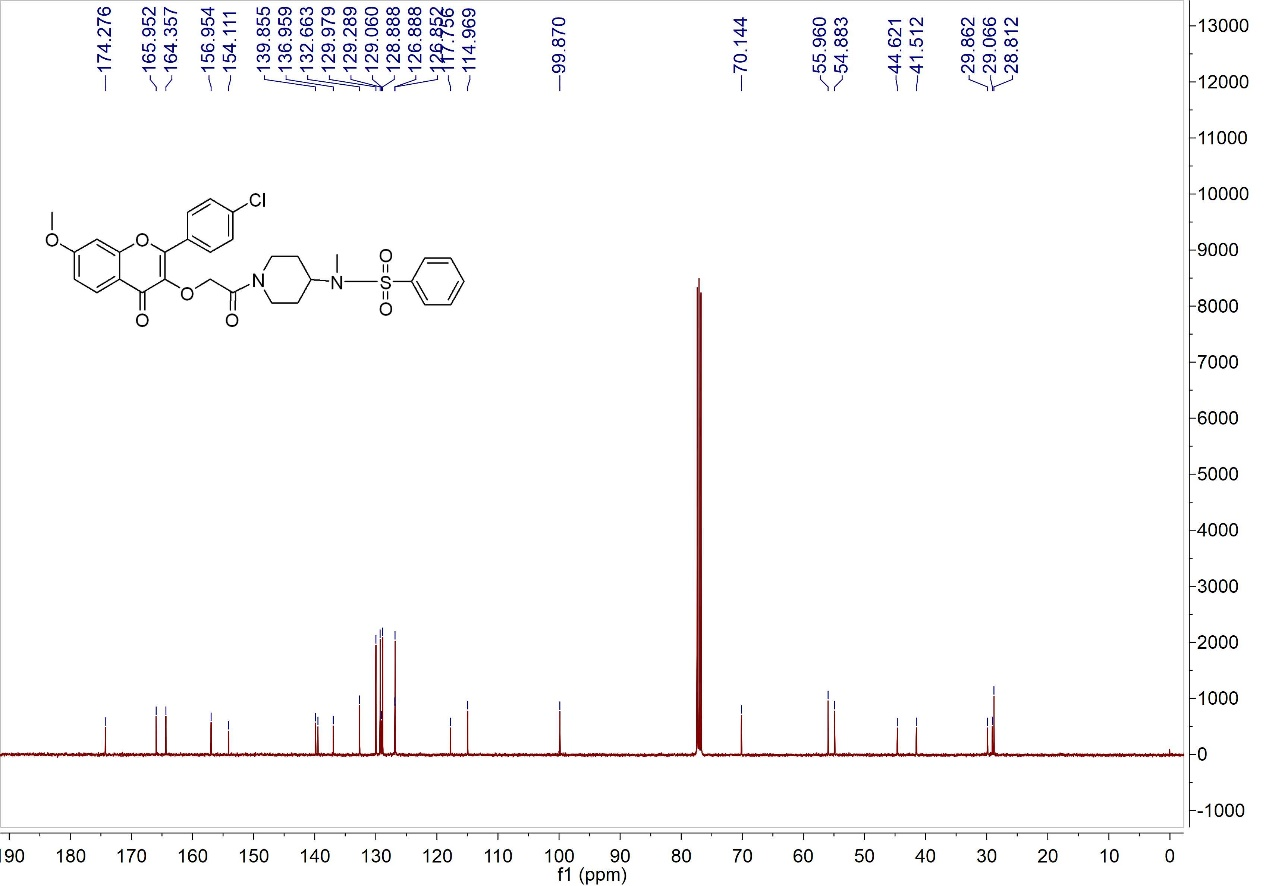 174.276
165.952
164.357
156.954
154.111
139.855
136.959
132.663
129.979
129.289
129.060
128.888
126.888
126.852
117.756
114.969
99.870
70.144
55.960
54.883
44.621
41.512
29.862
29.066
28.812
13000
12000
11000
10000
9000
8000
7000
6000
5000
4000
3000
2000
1000
0
-1000
Cl
O
O
O
O
O
O
N
N
S
O
O
190 180 170 160 150 140 130 120 110 100 90 80 70 60 50 40 30 20 10 0
f1 (ppm)